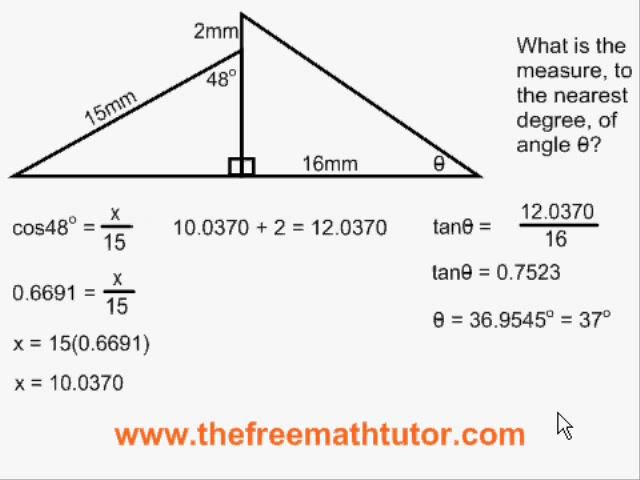 2mm
48°
15mm
16mm
θ
What is the
measure, to
the nearest
degree, of
angle θ?
cos48° = x/15
10.0370 + 2 = 12.0370
tanθ = 12.0370/16
0.6691 = x/15
tanθ = 0.7523
x = 15(0.6691)
θ = 36.9545° = 37°
x = 10.0370
www.thefreemathtutor.com